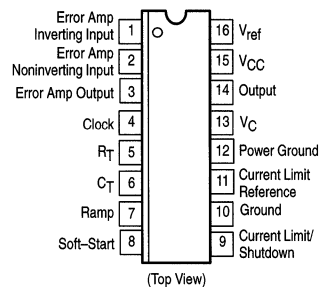 Error Amp
Inverting Input 1
Error Amp
Noninverting Input 2
Error Amp Output 3
Clock 4
RT 5
CT 6
Ramp 7
Soft–Start 8
16 Vref
15 VCC
14 Output
13 VC
12 Power Ground
11 Current Limit
Reference
10 Ground
9 Current Limit/
Shutdown
(Top View)